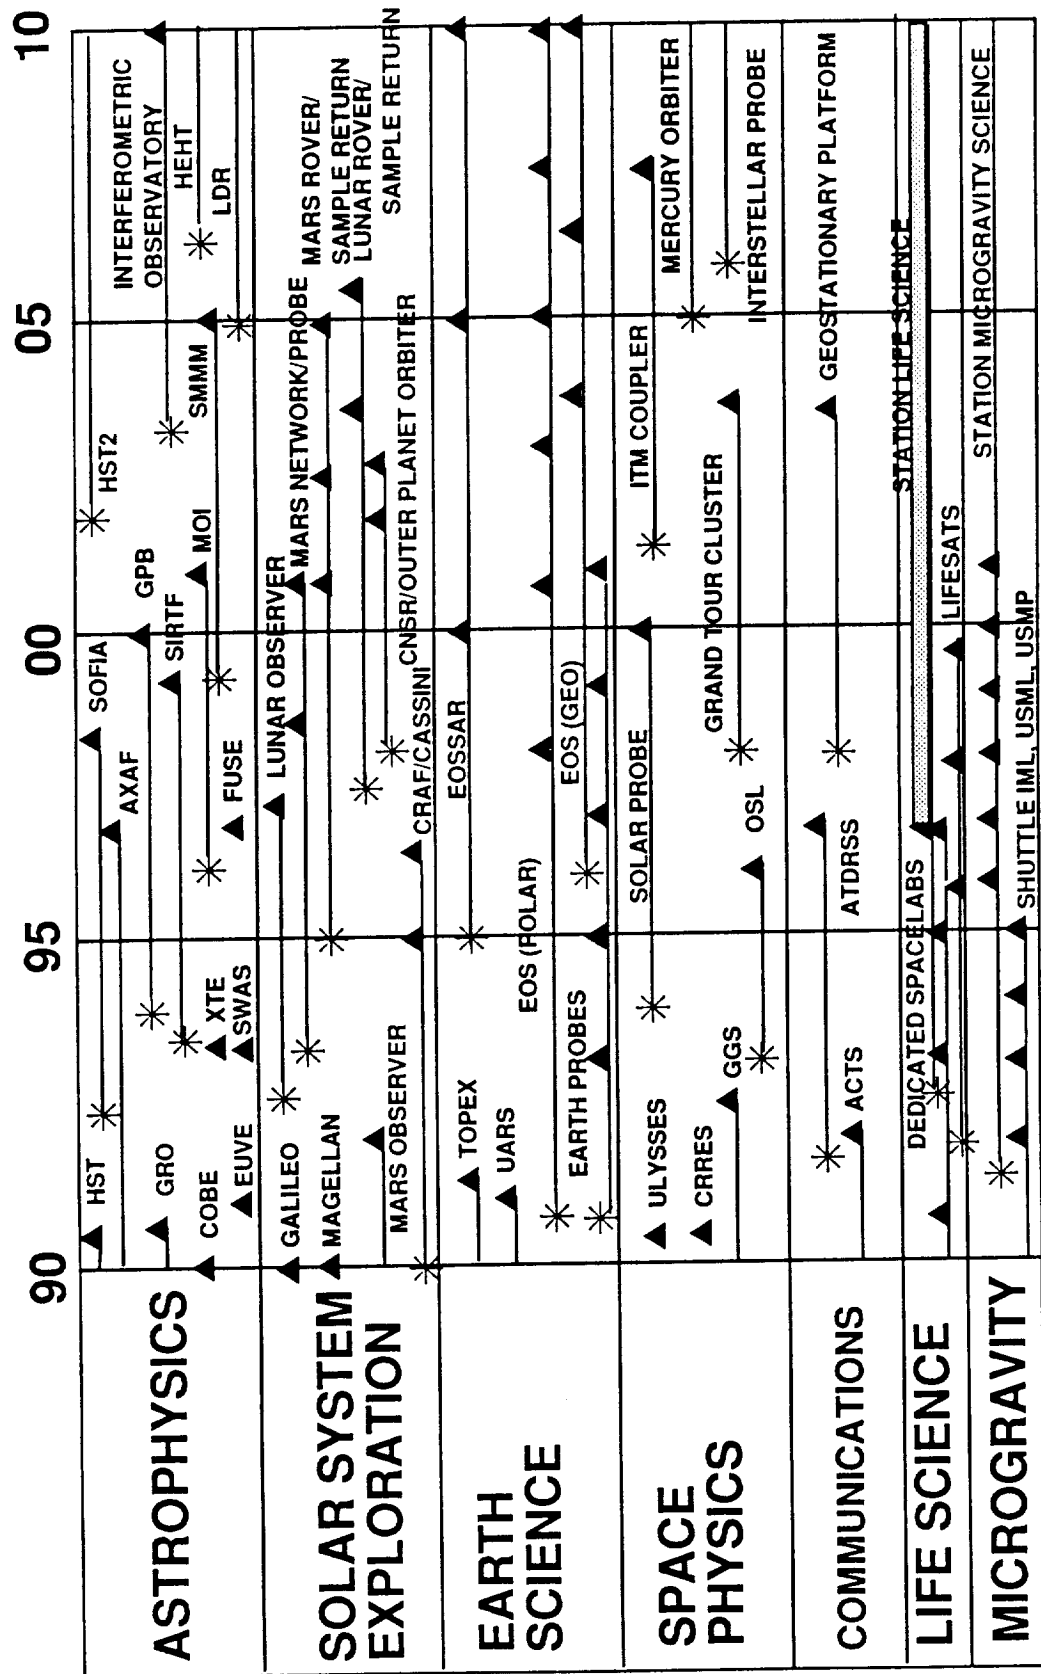 90 95 00 05 10
ASTROPHYSICS
HST
SOFIA
HST2
AXAF
GPB
INTERFEROMETRIC
OBSERVATORY
GRO
SIRTF
HEHT
COBE
XTE
MOI
SMMM
LDR
EUVE
SWAS
FUSE
SOLAR SYSTEM
EXPLORATION
GALILEO
LUNAR OBSERVER
MAGELLAN
MARS NETWORK/PROBE
MARS ROVER/
SAMPLE RETURN
LUNAR ROVER/
SAMPLE RETURN
MARS OBSERVER
CNSR/OUTER PLANET ORBITER
CRAF/CASSINI
EARTH
SCIENCE
TOPEX
EOSSAR
UARS
EOS (POLAR)
EOS (GEO)
EARTH PROBES
SPACE
PHYSICS
ULYSSES
SOLAR PROBE
ITM COUPLER
MERCURY ORBITER
CRRES
GRAND TOUR CLUSTER
GGS
OSL
INTERSTELLAR PROBE
COMMUNICATIONS
GEOSTATIONARY PLATFORM
ACTS
ATDRSS
LIFE SCIENCE
STATION LIFE SCIENCE
DEDICATED SPACELABS
LIFESATS
MICROGRAVITY
STATION MICROGRAVITY SCIENCE
SHUTTLE IML, USML, USMP